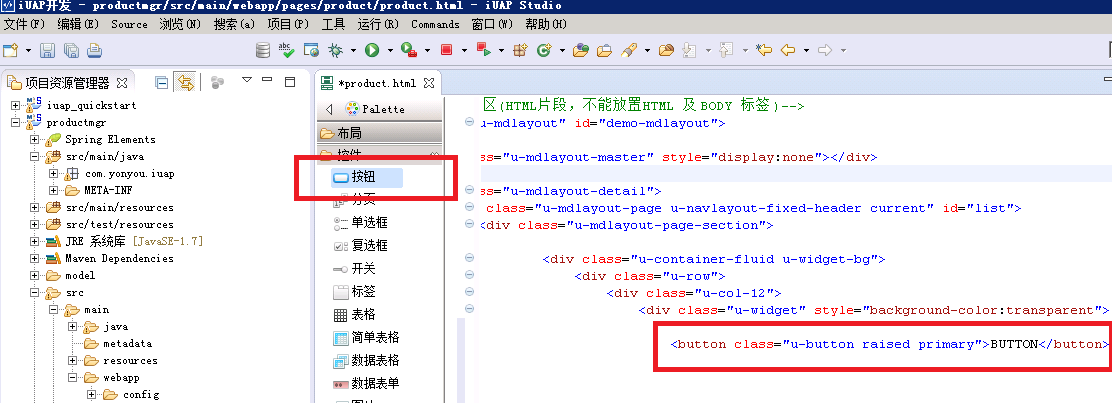 iUAP开发 - productmgr/src/main/webapp/pages/product/product.html - iUAP Studio
文件(F) 编辑(E) Source 浏览(N) 搜索(a) 项目(P) 工具 运行(R) Commands 窗口(W) 帮助(H)
项目资源管理器
iuap_quickstart
productmgr
Spring Elements
src/main/java
com.yonyou.iuap
META-INF
src/main/resources
src/test/resources
JRE 系统库 [JavaSE-1.7]
Maven Dependencies
model
src
main
java
metadata
resources
webapp
config
*product.html
Palette
布局
控件
按钮
分页
单选框
复选框
开关
标签
表格
简单表格
数据表格
数据表单
区(HTML片段，不能放置HTML 及 BODY 标签)-->
u-mdlayout" id="demo-mdlayout">
ss="u-mdlayout-master" style="display:none"></div>
ss="u-mdlayout-detail">
class="u-mdlayout-page u-navlayout-fixed-header current" id="list">
<div class="u-mdlayout-page-section">
<div class="u-container-fluid u-widget-bg">
<div class="u-row">
<div class="u-col-12">
<div class="u-widget" style="background-color:transparent">
<button class="u-button raised primary">BUTTON</button>